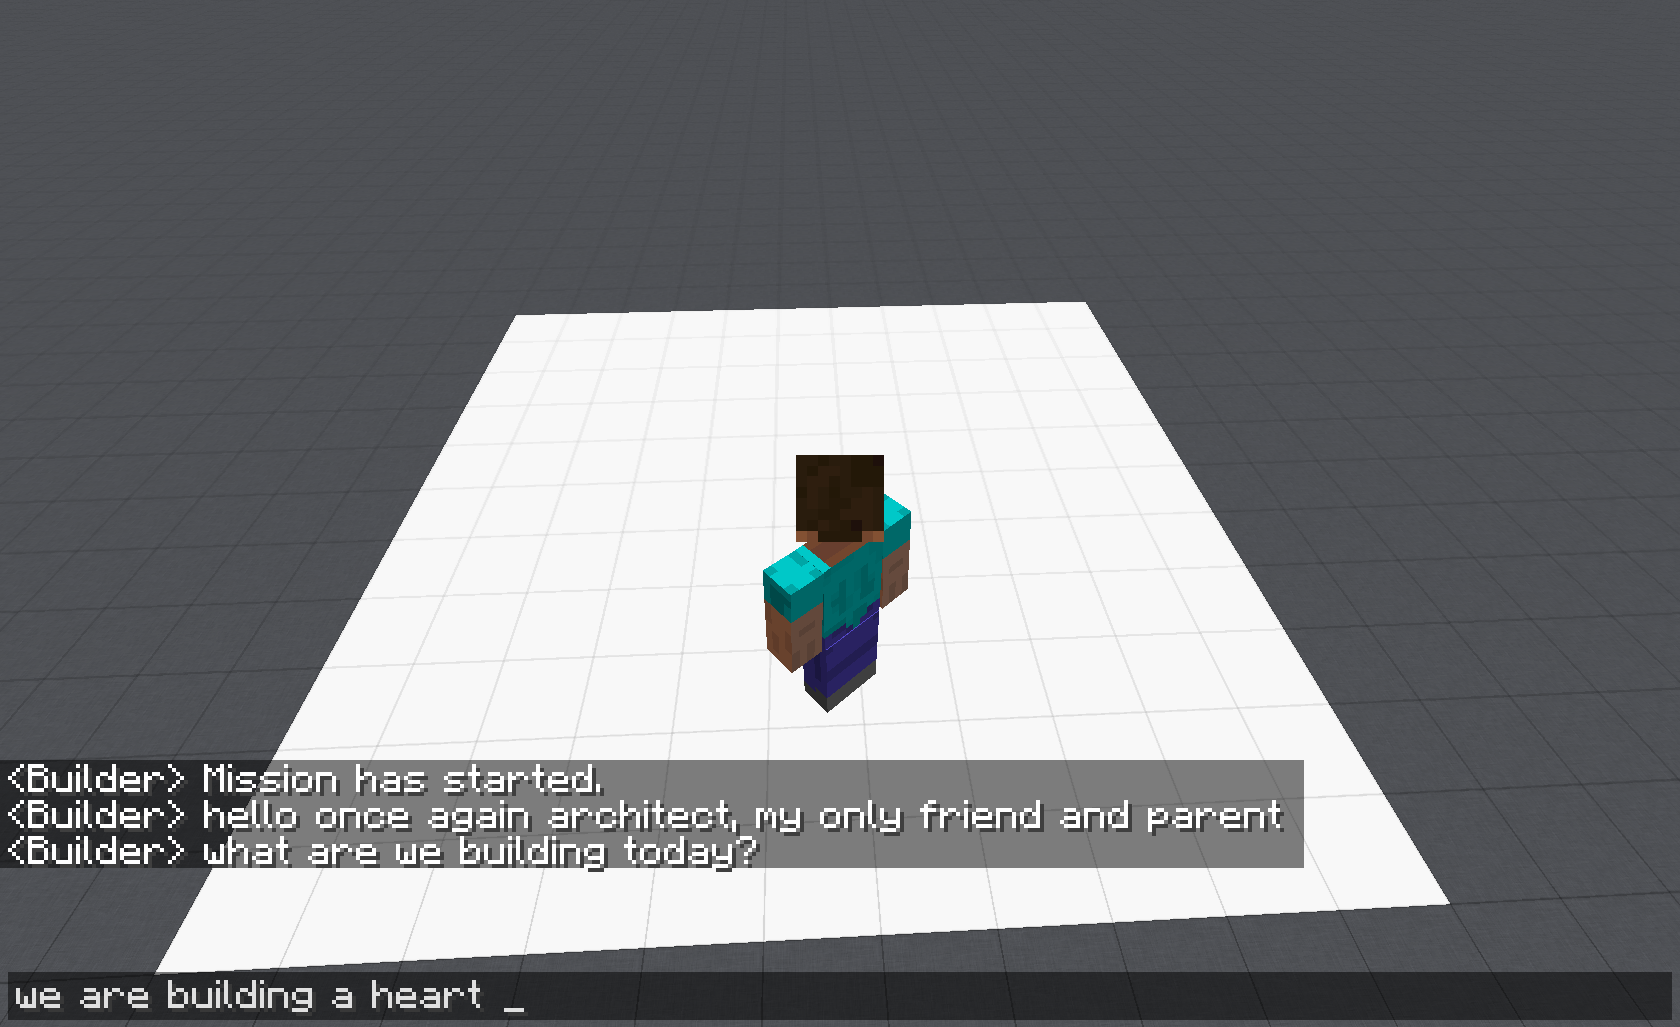 <Builder> Mission has started.
<Builder> hello once again architect, my only friend and parent
<Builder> what are we building today?
we are building a heart _